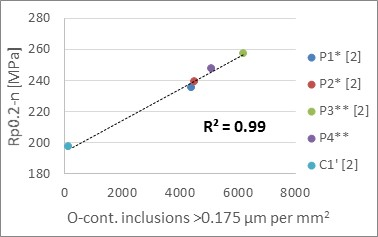 Rp0.2-n [MPa]
280
260
240
220
200
180
0
2000
4000
6000
8000
O-cont. inclusions >0.175 µm per mm²
R² = 0.99
P1* [2]
P2* [2]
P3** [2]
P4**
C1' [2]